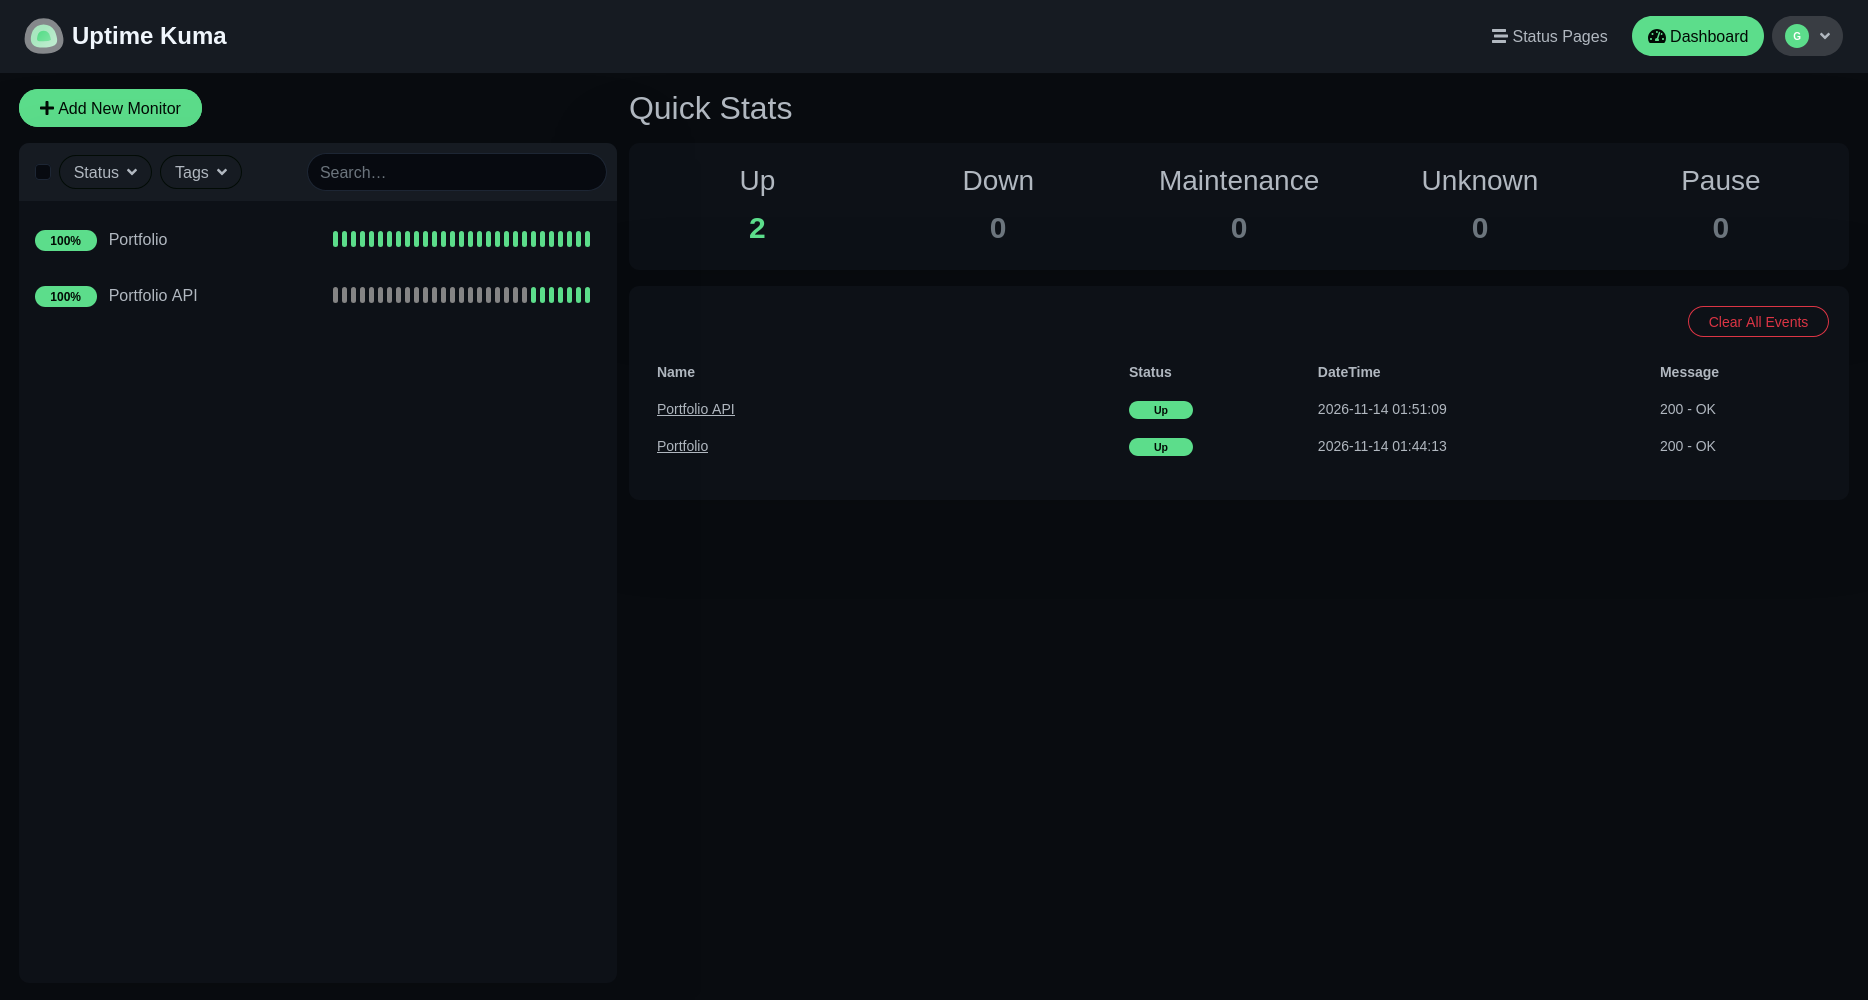 Uptime Kuma
Status Pages
Dashboard
G
Add New Monitor
Status
Tags
Search…
100% Portfolio
100% Portfolio API
Quick Stats
Up Down Maintenance Unknown Pause
2 0 0 0 0
Clear All Events
Name Status DateTime Message
Portfolio API Up 2026-11-14 01:51:09 200 - OK
Portfolio Up 2026-11-14 01:44:13 200 - OK